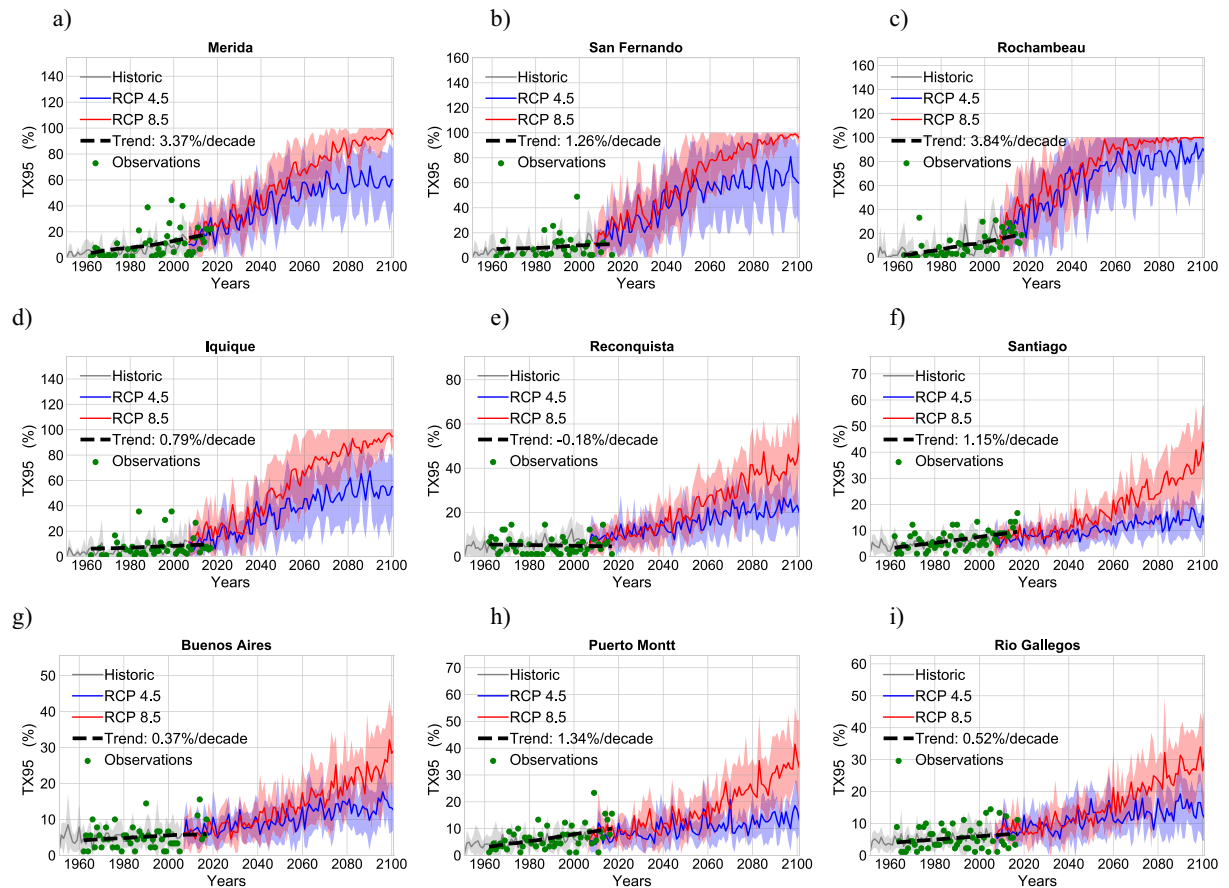 a)
Merida
140
120
100
80
60
40
20
0
TX95 (%)
Historic
RCP 4.5
RCP 8.5
Trend: 3.37%/decade
Observations
1960 1980 2000 2020 2040 2060 2080 2100
Years
b)
San Fernando
160
140
120
100
80
60
40
20
0
TX95 (%)
Historic
RCP 4.5
RCP 8.5
Trend: 1.26%/decade
Observations
1960 1980 2000 2020 2040 2060 2080 2100
Years
c)
Rochambeau
160
140
120
100
80
60
40
20
0
TX95 (%)
Historic
RCP 4.5
RCP 8.5
Trend: 3.84%/decade
Observations
1960 1980 2000 2020 2040 2060 2080 2100
Years
d)
Iquique
140
120
100
80
60
40
20
0
TX95 (%)
Historic
RCP 4.5
RCP 8.5
Trend: 0.79%/decade
Observations
1960 1980 2000 2020 2040 2060 2080 2100
Years
e)
Reconquista
80
60
40
20
0
TX95 (%)
Historic
RCP 4.5
RCP 8.5
Trend: -0.18%/decade
Observations
1960 1980 2000 2020 2040 2060 2080 2100
Years
f)
Santiago
70
60
50
40
30
20
10
0
TX95 (%)
Historic
RCP 4.5
RCP 8.5
Trend: 1.15%/decade
Observations
1960 1980 2000 2020 2040 2060 2080 2100
Years
g)
Buenos Aires
50
40
30
20
10
0
TX95 (%)
Historic
RCP 4.5
RCP 8.5
Trend: 0.37%/decade
Observations
1960 1980 2000 2020 2040 2060 2080 2100
Years
h)
Puerto Montt
70
60
50
40
30
20
10
0
TX95 (%)
Historic
RCP 4.5
RCP 8.5
Trend: 1.34%/decade
Observations
1960 1980 2000 2020 2040 2060 2080 2100
Years
i)
Rio Gallegos
60
50
40
30
20
10
0
TX95 (%)
Historic
RCP 4.5
RCP 8.5
Trend: 0.52%/decade
Observations
1960 1980 2000 2020 2040 2060 2080 2100
Years